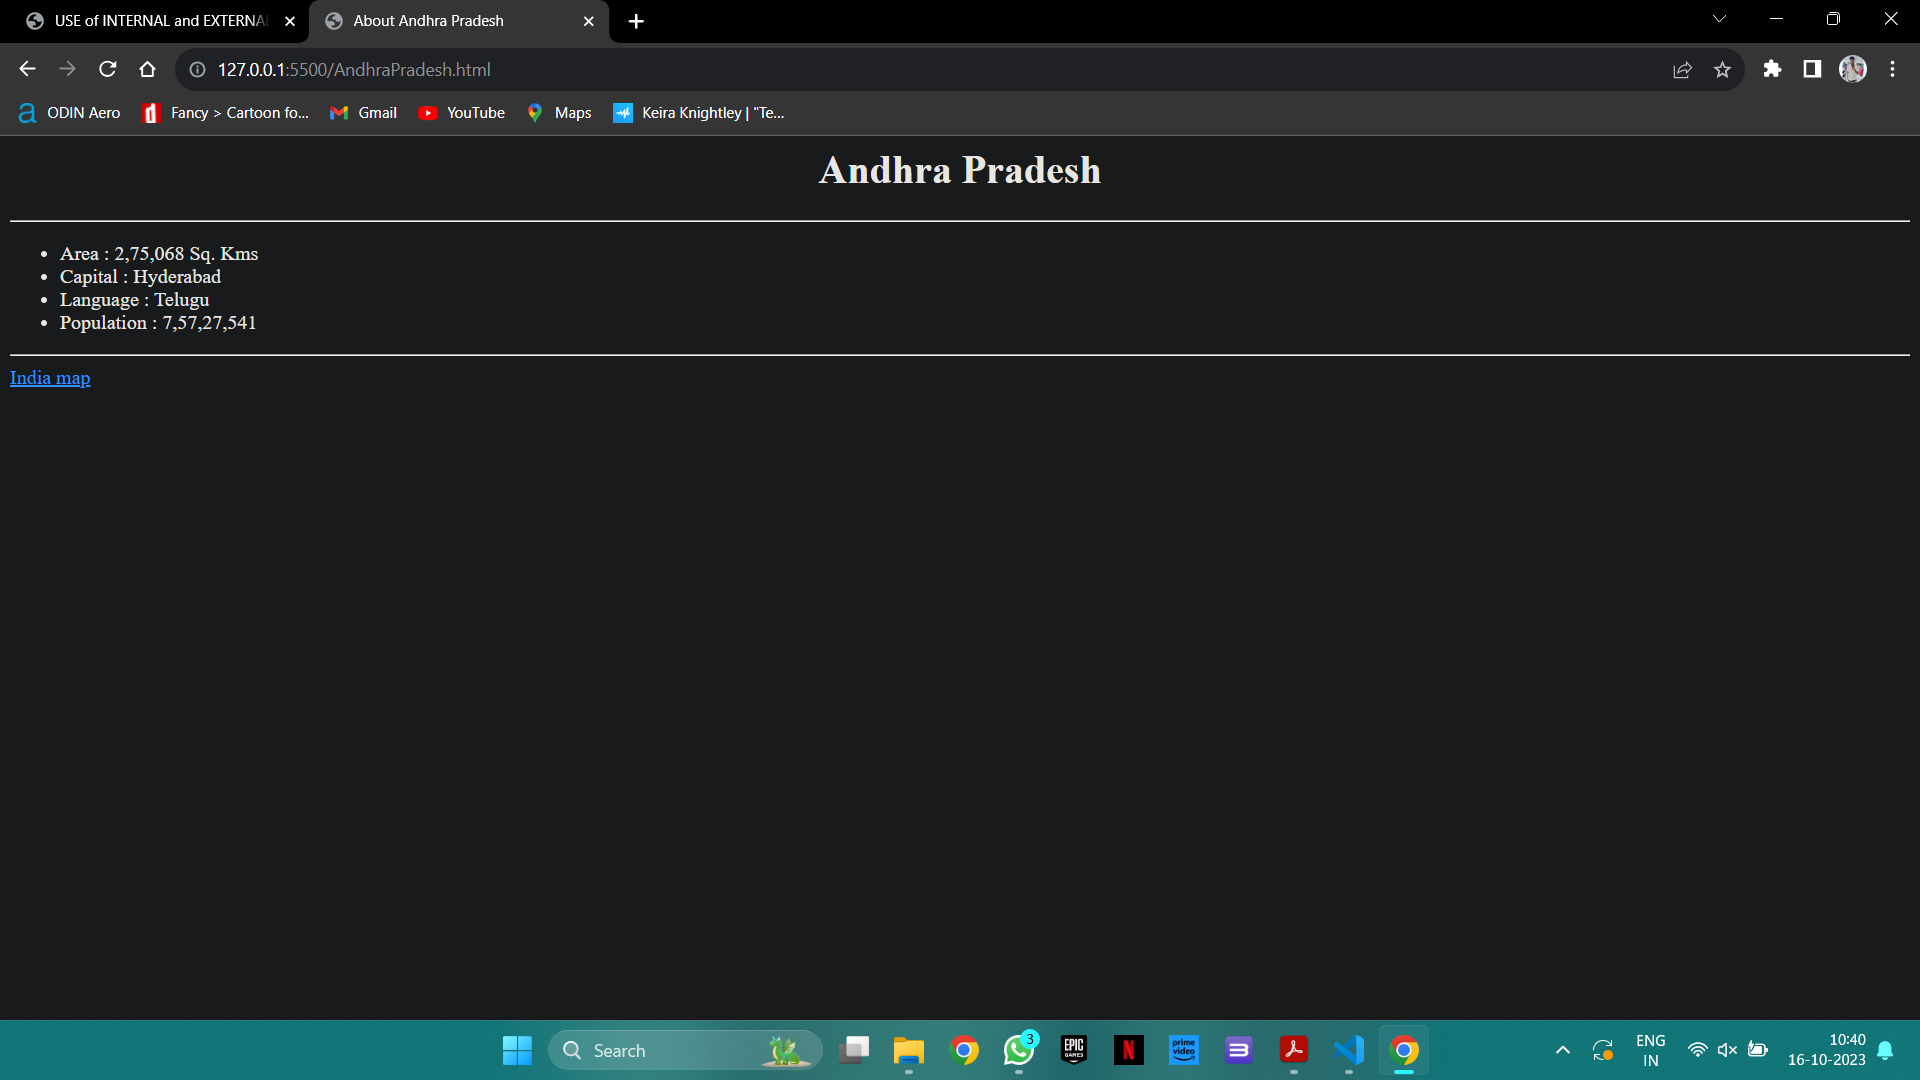 USE of INTERNAL and EXTERNAL
About Andhra Pradesh
127.0.0.1:5500/AndhraPradesh.html
ODIN Aero
Fancy > Cartoon fo...
Gmail
YouTube
Maps
Keira Knightley | "Te...
Andhra Pradesh
Area : 2,75,068 Sq. Kms
Capital : Hyderabad
Language : Telugu
Population : 7,57,27,541
India map
Search
3
EPIC
GAMES
N
prime
video
ENG
IN
10:40
16-10-2023